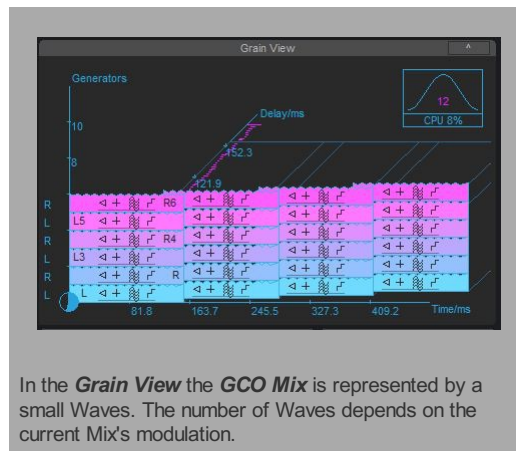 Grain View ^
Generators
12
CPU 8%
Delay/ms
10
152.3
8
121.9
R R6
L L5
R R4
L L3
R R
L L
81.8 163.7 245.5 327.3 409.2 Time/ms
In the Grain View the GCO Mix is represented by a
small Waves. The number of Waves depends on the
current Mix's modulation.